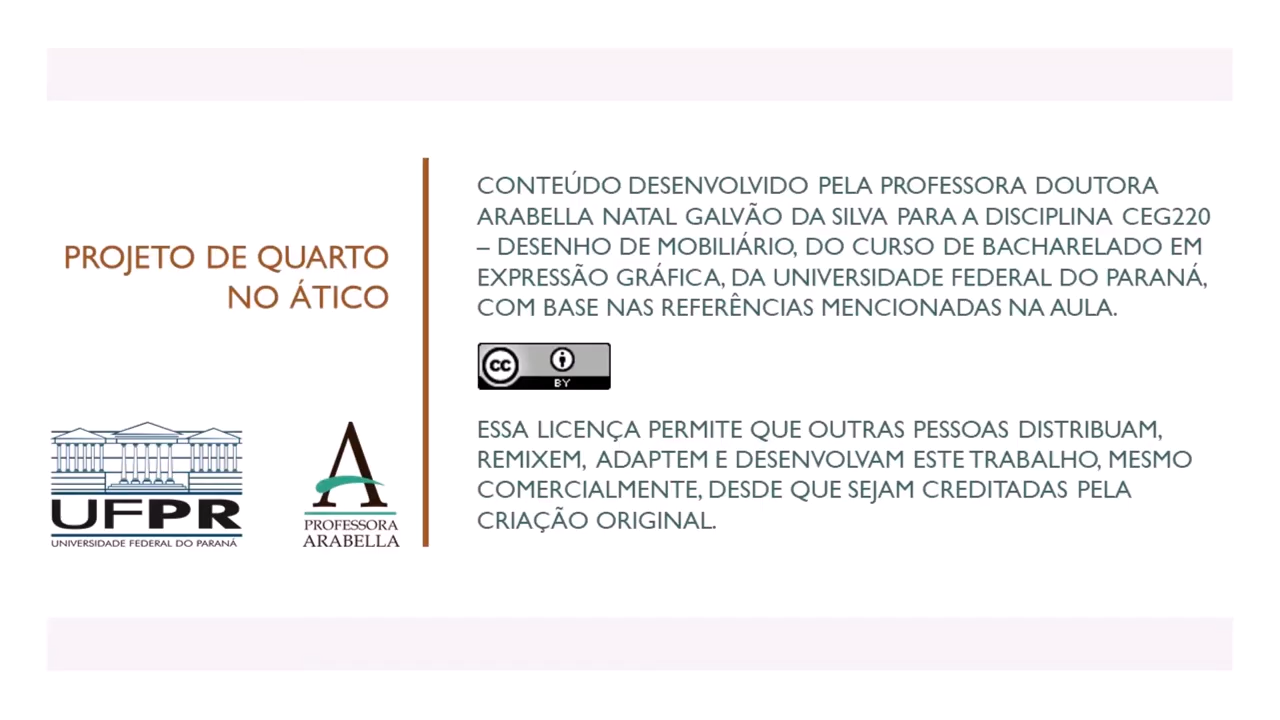 PROJETO DE QUARTO
NO ÁTICO
UFPR
UNIVERSIDADE FEDERAL DO PARANÁ
A
PROFESSORA
ARABELLA
CONTEÚDO DESENVOLVIDO PELA PROFESSORA DOUTORA
ARABELLA NATAL GALVÃO DA SILVA PARA A DISCIPLINA CEG220
– DESENHO DE MOBILIÁRIO, DO CURSO DE BACHARELADO EM
EXPRESSÃO GRÁFICA, DA UNIVERSIDADE FEDERAL DO PARANÁ,
COM BASE NAS REFERÊNCIAS MENCIONADAS NA AULA.
cc
BY
ESSA LICENÇA PERMITE QUE OUTRAS PESSOAS DISTRIBUAM,
REMIXEM, ADAPTEM E DESENVOLVAM ESTE TRABALHO, MESMO
COMERCIALMENTE, DESDE QUE SEJAM CREDITADAS PELA
CRIAÇÃO ORIGINAL.